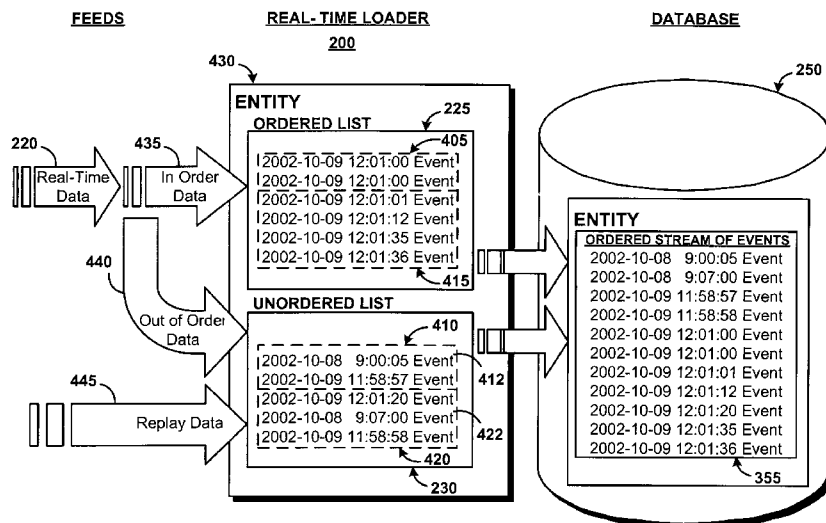 FEEDS
REAL- TIME LOADER
200
DATABASE
430
250
ENTITY
225
ORDERED LIST
220
435
405
Real-Time
Data
In Order
Data
2002-10-09 12:01:00 Event
2002-10-09 12:01:00 Event
2002-10-09 12:01:01 Event
2002-10-09 12:01:12 Event
2002-10-09 12:01:35 Event
2002-10-09 12:01:36 Event
415
440
Out of Order
Data
UNORDERED LIST
410
2002-10-08 9:00:05 Event
2002-10-09 11:58:57 Event
412
2002-10-09 12:01:20 Event
2002-10-08 9:07:00 Event
2002-10-09 11:58:58 Event
422
420
230
445
Replay Data
ENTITY
ORDERED STREAM OF EVENTS
2002-10-08 9:00:05 Event
2002-10-08 9:07:00 Event
2002-10-09 11:58:57 Event
2002-10-09 11:58:58 Event
2002-10-09 12:01:00 Event
2002-10-09 12:01:00 Event
2002-10-09 12:01:01 Event
2002-10-09 12:01:12 Event
2002-10-09 12:01:20 Event
2002-10-09 12:01:35 Event
2002-10-09 12:01:36 Event
355